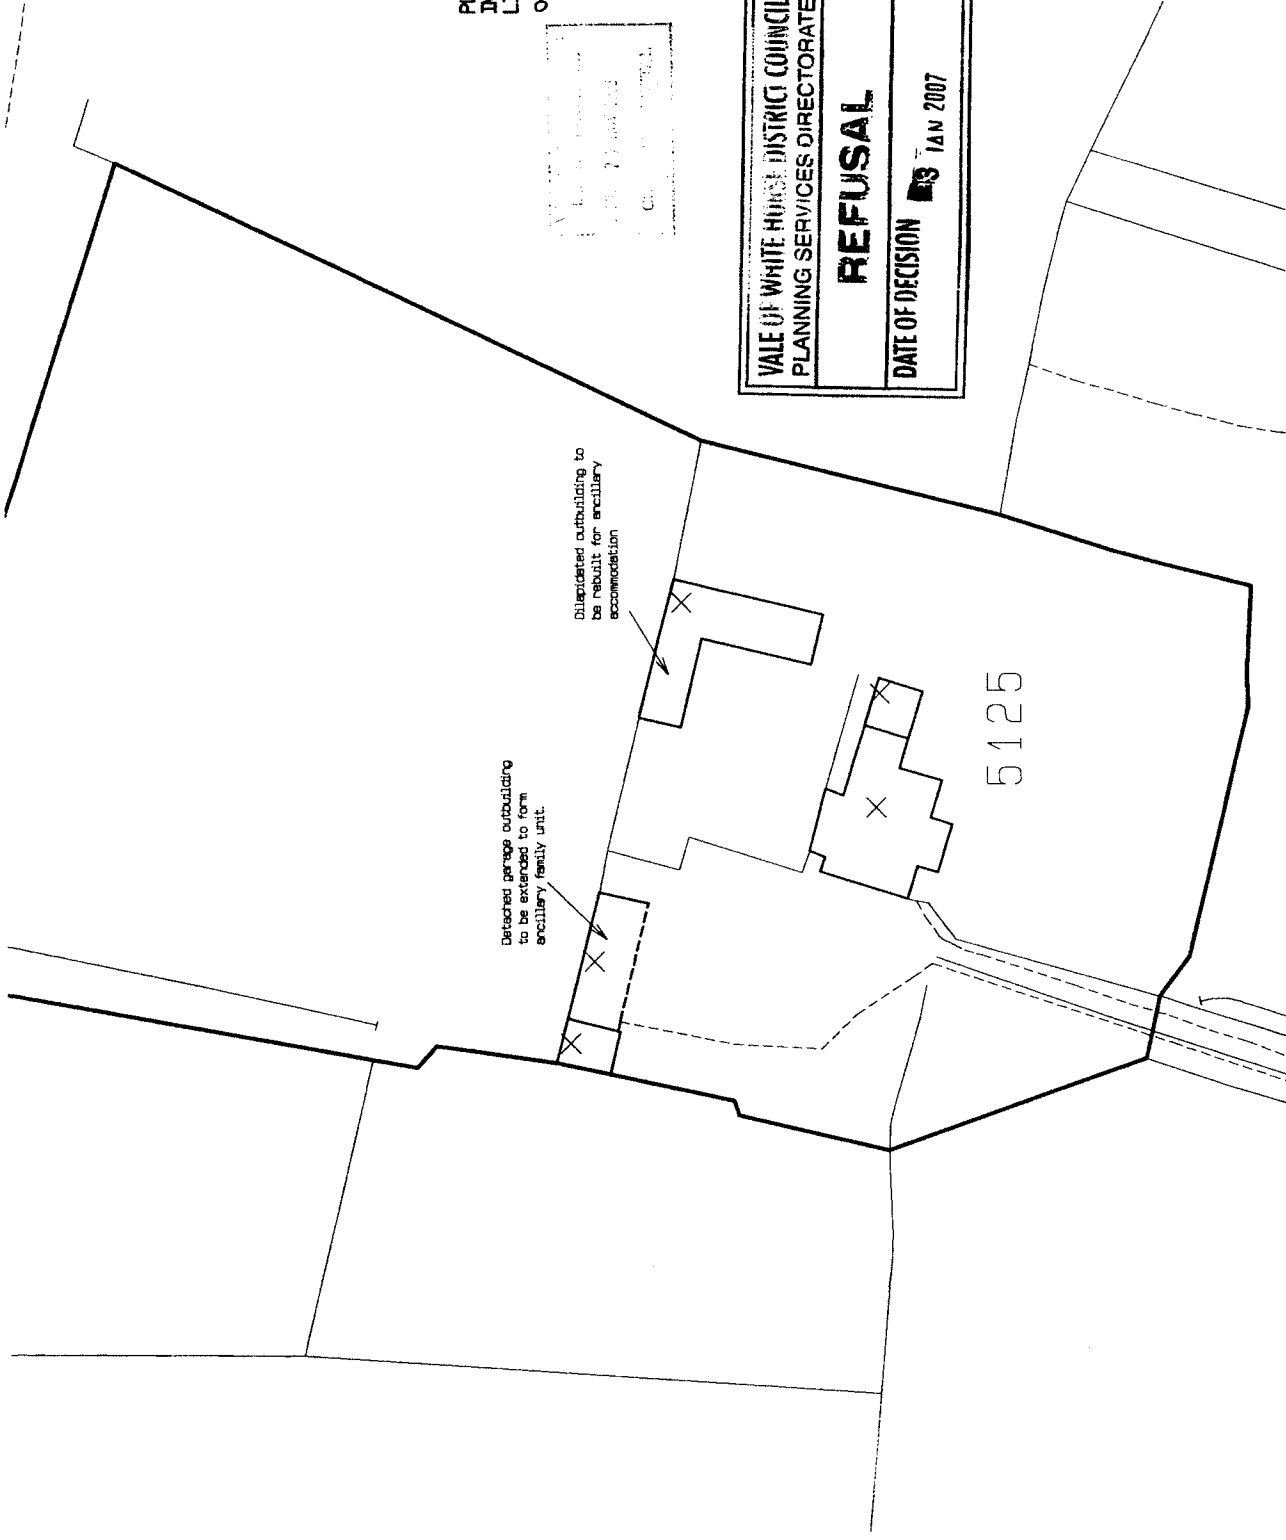 VALE OF WHITE HORSE DISTRICT COUNCIL
PLANNING SERVICES DIRECTORATE
REFUSAL
DATE OF DECISION 03 JAN 2007
Dilapidated outbuilding to
be rebuilt for ancillary
accommodation
Detached garage outbuilding
to be extended to form
ancillary family unit.
5125